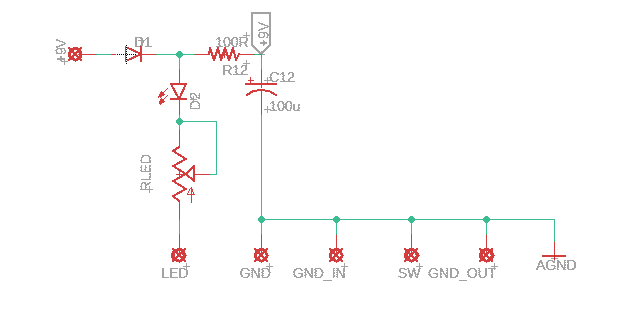 +9V
D1
100R
+9V
R12
C12
D2
100u
RLED
LED
GND
GND_IN
SW
GND_OUT
AGND